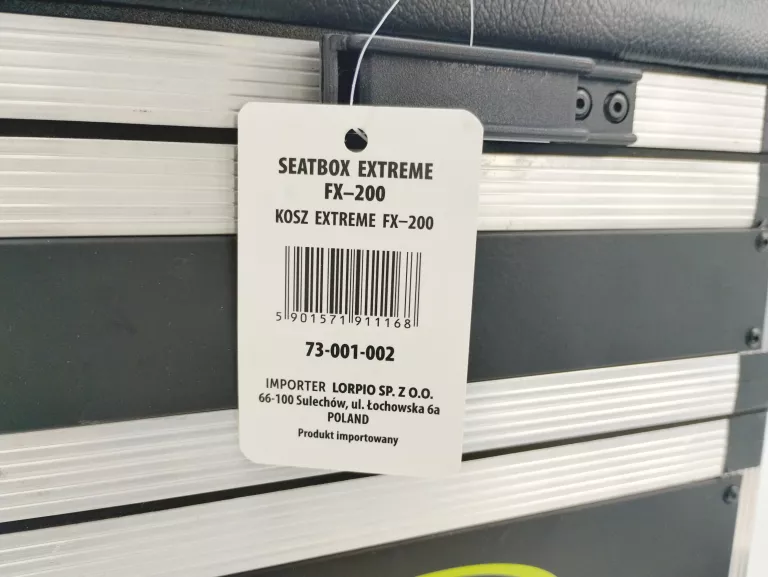 SEATBOX EXTREME
FX–200
KOSZ EXTREME FX–200
5 901571 911168
73-001-002
IMPORTER LORPIO SP. Z O.O.
66-100 Sulechów, ul. Łochowska 6a
POLAND
Produkt importowany